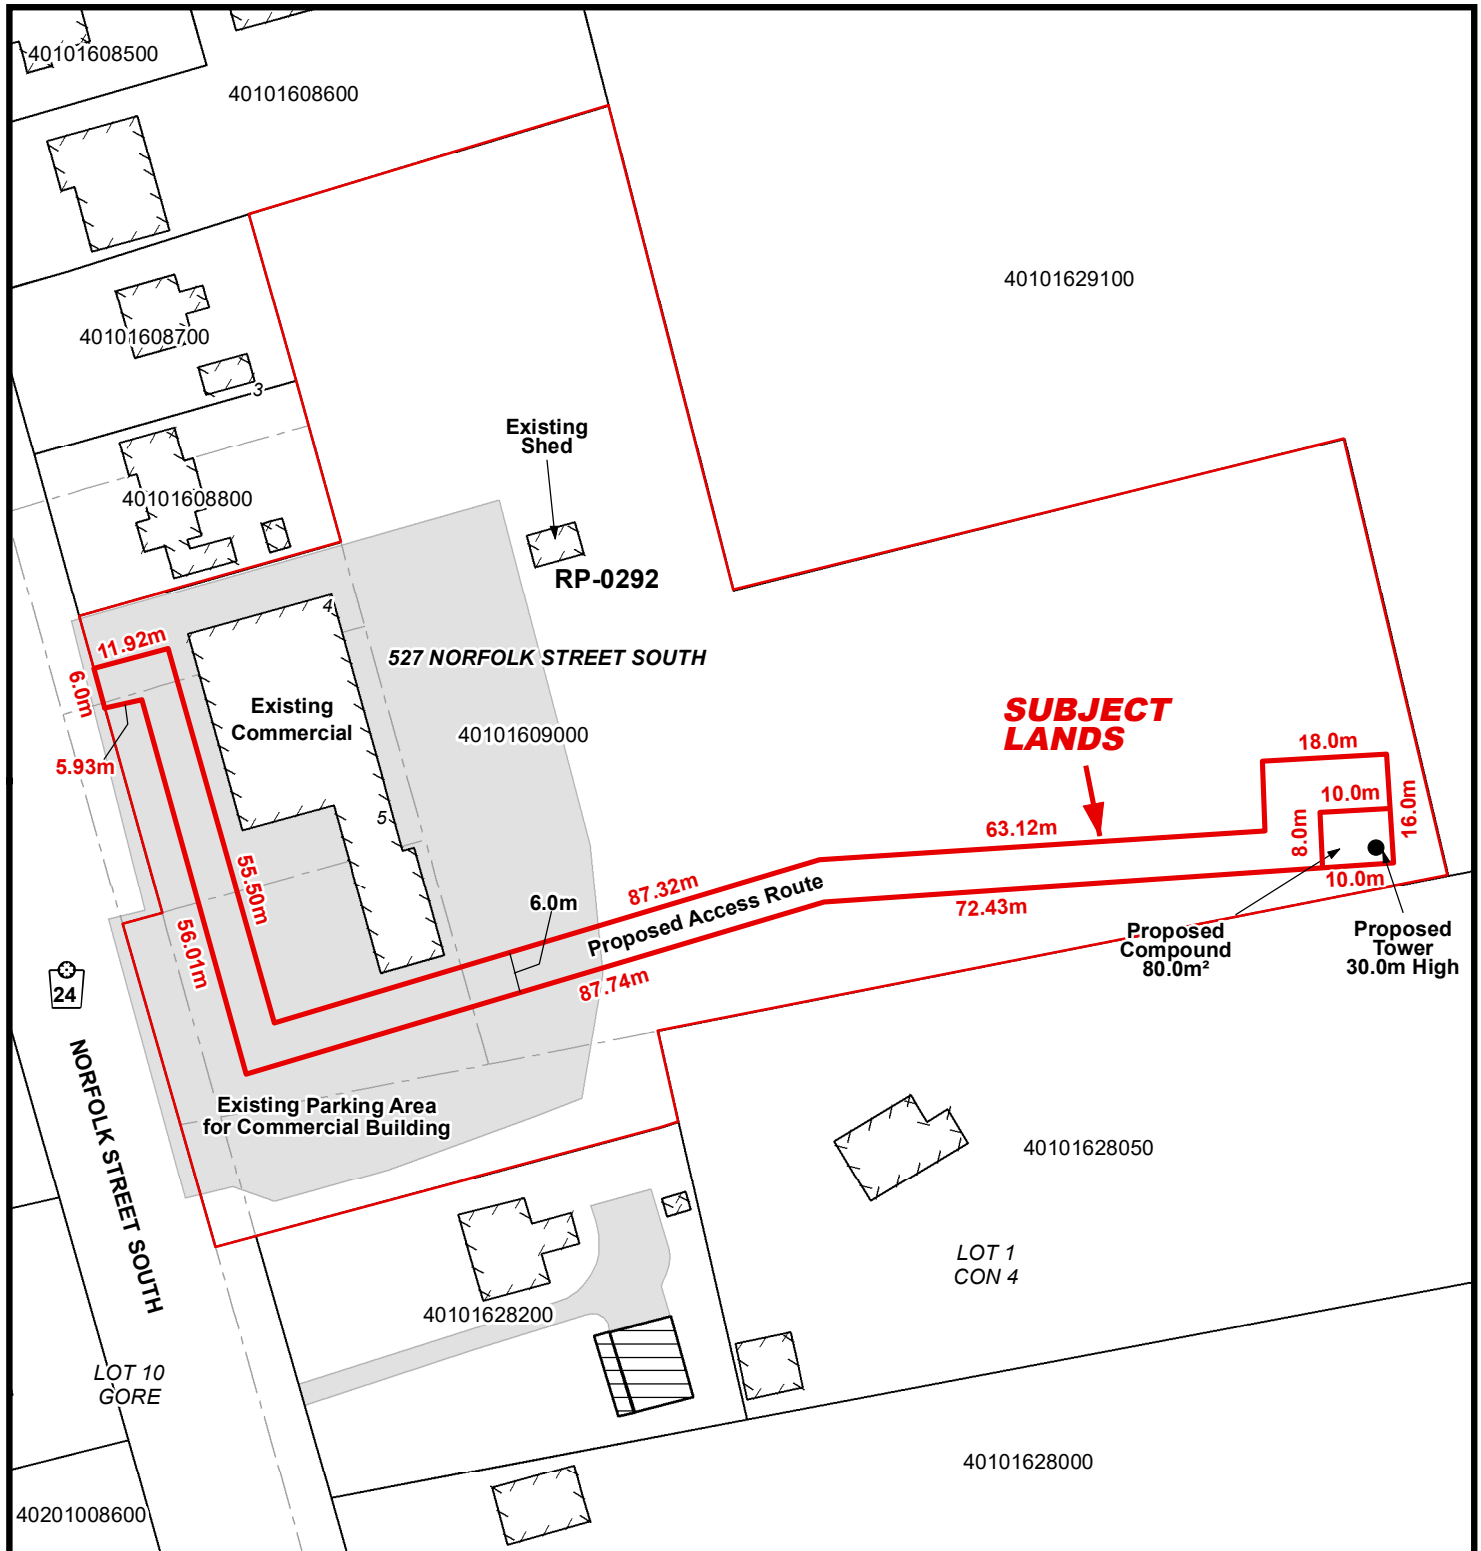 40101608500
40101608600
40101629100
40101608700
3
Existing
Shed
40101608800
RP-0292
4
11.92m
527 NORFOLK STREET SOUTH
6.0m
Existing
Commercial
SUBJECT
LANDS
40101609000
18.0m
5.93m
10.0m
16.0m
5
63.12m
8.0m
55.50m
10.0m
87.32m
Proposed Access Route
6.0m
72.43m
56.01m
Proposed
Compound
80.0m²
Proposed
Tower
30.0m High
87.74m
24
NORFOLK STREET SOUTH
Existing Parking Area
for Commercial Building
40101628050
LOT 1
CON 4
40101628200
LOT 10
GORE
40101628000
40201008600